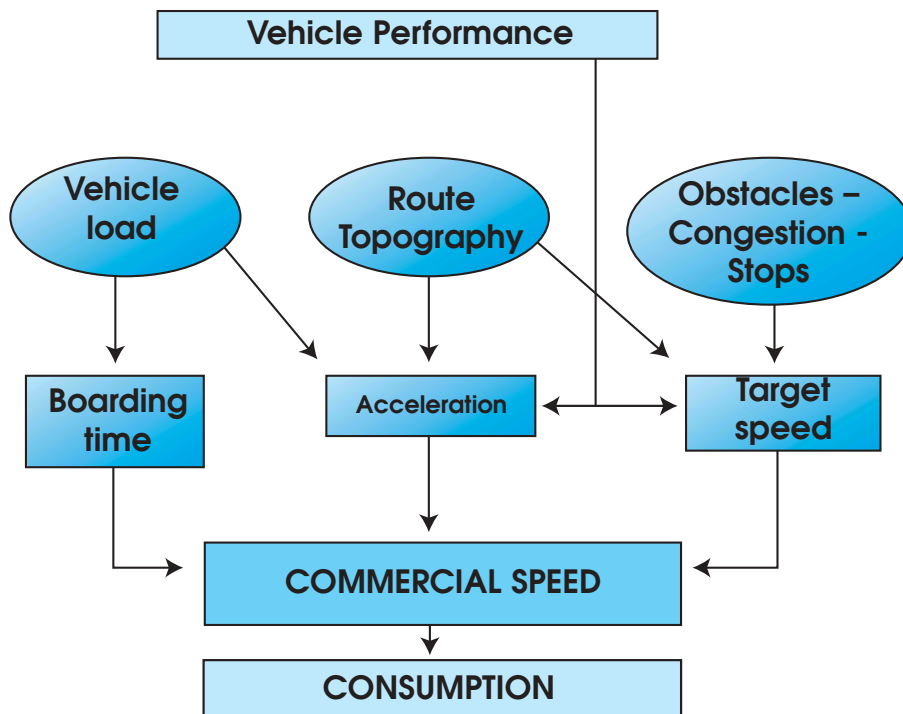 Vehicle Performance
Vehicle
load
Route
Topography
Obstacles –
Congestion -
Stops
Boarding
time
Acceleration
Target
speed
COMMERCIAL SPEED
CONSUMPTION